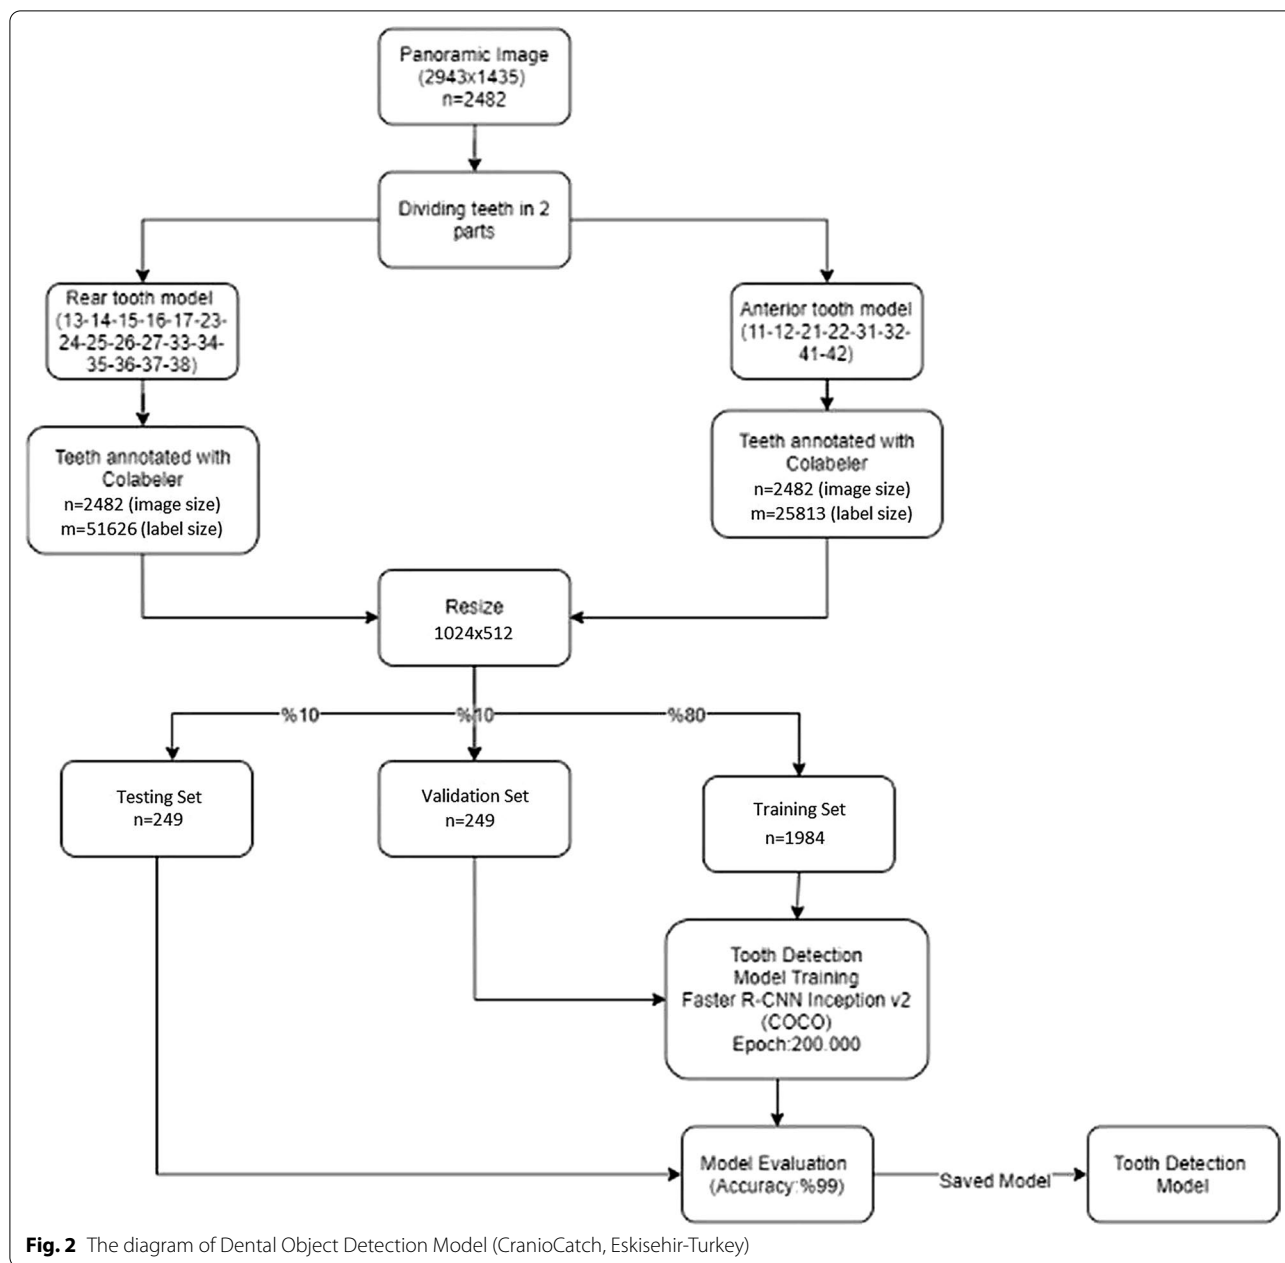 Panoramic Image
(2943x1435)
n=2482
Dividing teeth in 2
parts
Rear tooth model
(13-14-15-16-17-23-
24-25-26-27-33-34-
35-36-37-38)
Anterior tooth model
(11-12-21-22-31-32-
41-42)
Teeth annotated with
Colabeler
n=2482 (image size)
m=51626 (label size)
Teeth annotated with
Colabeler
n=2482 (image size)
m=25813 (label size)
Resize
1024x512
%10
%10
%80
Testing Set
n=249
Validation Set
n=249
Training Set
n=1984
Tooth Detection
Model Training
Faster R-CNN Inception v2
(COCO)
Epoch:200.000
Model Evaluation
(Accuracy:%99)
Saved Model
Tooth Detection
Model
Fig. 2 The diagram of Dental Object Detection Model (CranioCatch, Eskisehir-Turkey)